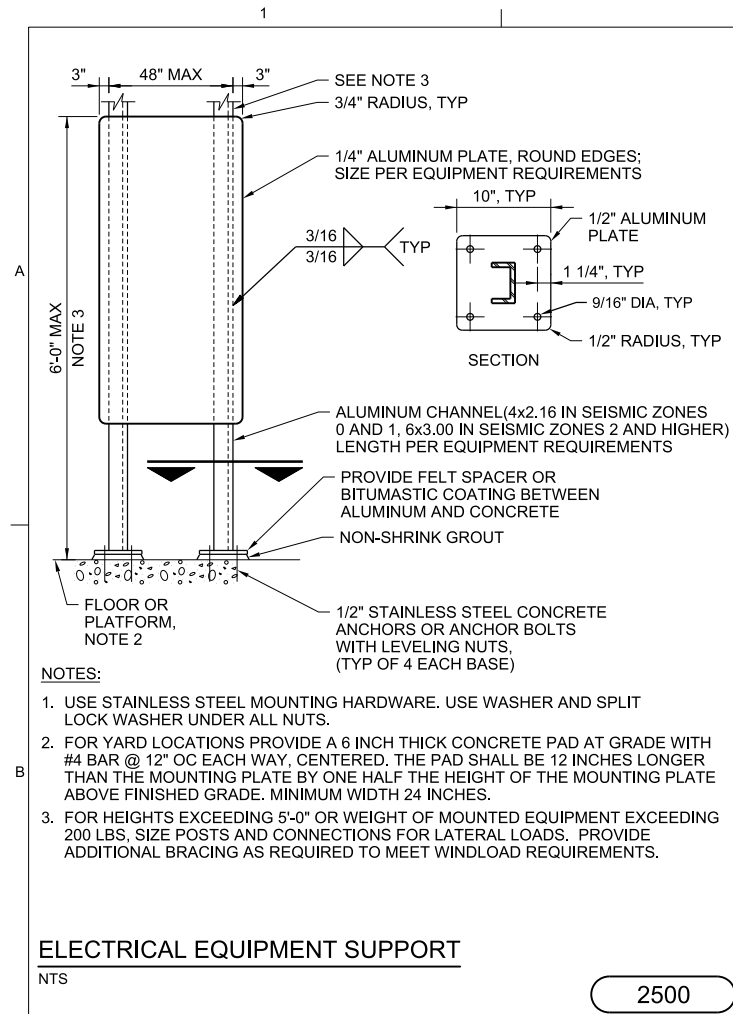 1
3"
48" MAX
3"
SEE NOTE 3
3/4" RADIUS, TYP
1/4" ALUMINUM PLATE, ROUND EDGES;
SIZE PER EQUIPMENT REQUIREMENTS
10", TYP
1/2" ALUMINUM
PLATE
3/16
3/16
TYP
1 1/4", TYP
9/16" DIA, TYP
1/2" RADIUS, TYP
SECTION
A
6'-0" MAX
NOTE 3
ALUMINUM CHANNEL(4x2.16 IN SEISMIC ZONES
0 AND 1, 6x3.00 IN SEISMIC ZONES 2 AND HIGHER)
LENGTH PER EQUIPMENT REQUIREMENTS
PROVIDE FELT SPACER OR
BITUMASTIC COATING BETWEEN
ALUMINUM AND CONCRETE
NON-SHRINK GROUT
FLOOR OR
PLATFORM,
NOTE 2
1/2" STAINLESS STEEL CONCRETE
ANCHORS OR ANCHOR BOLTS
WITH LEVELING NUTS,
(TYP OF 4 EACH BASE)
NOTES:
1. USE STAINLESS STEEL MOUNTING HARDWARE. USE WASHER AND SPLIT
LOCK WASHER UNDER ALL NUTS.
2. FOR YARD LOCATIONS PROVIDE A 6 INCH THICK CONCRETE PAD AT GRADE WITH
#4 BAR @ 12" OC EACH WAY, CENTERED. THE PAD SHALL BE 12 INCHES LONGER
THAN THE MOUNTING PLATE BY ONE HALF THE HEIGHT OF THE MOUNTING PLATE
ABOVE FINISHED GRADE. MINIMUM WIDTH 24 INCHES.
B
3. FOR HEIGHTS EXCEEDING 5'-0" OR WEIGHT OF MOUNTED EQUIPMENT EXCEEDING
200 LBS, SIZE POSTS AND CONNECTIONS FOR LATERAL LOADS. PROVIDE
ADDITIONAL BRACING AS REQUIRED TO MEET WINDLOAD REQUIREMENTS.
ELECTRICAL EQUIPMENT SUPPORT
NTS
2500